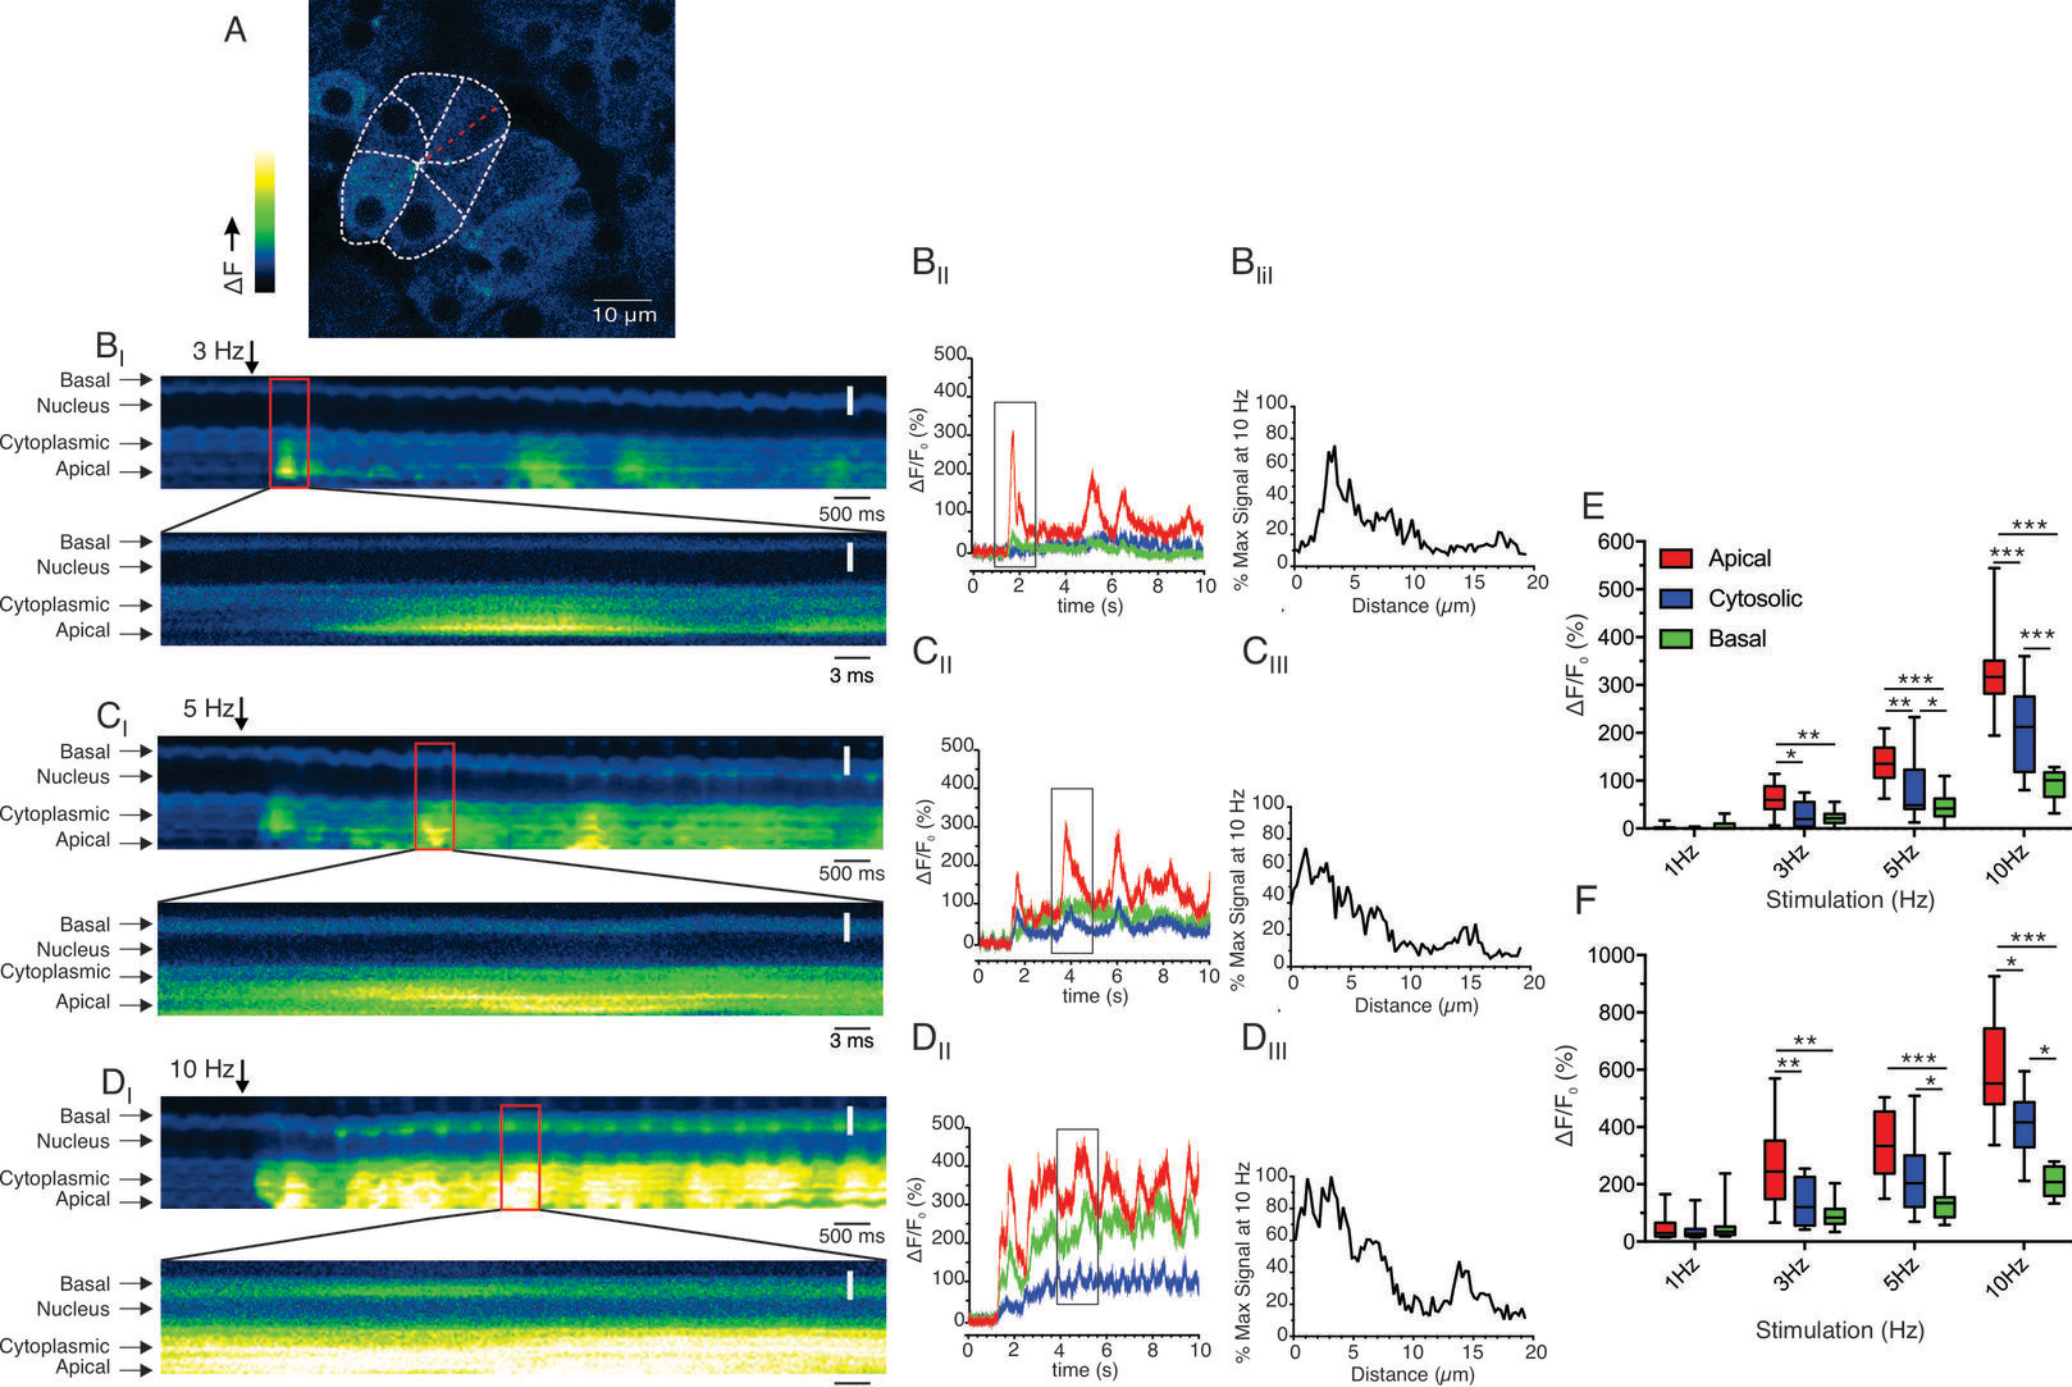 A
ΔF
10 µm
B_I
3 Hz
Basal
Nucleus
Cytoplasmic
Apical
500 ms
Basal
Nucleus
Cytoplasmic
Apical
3 ms
B_II
500
400
300
200
100
0
ΔF/F₀ (%)
0 2 4 6 8 10
time (s)
B_IiI
100
80
60
40
20
0
% Max Signal at 10 Hz
0 5 10 15 20
Distance (µm)
C_I
5 Hz
Basal
Nucleus
Cytoplasmic
Apical
500 ms
Basal
Nucleus
Cytoplasmic
Apical
3 ms
C_II
500
400
300
200
100
0
ΔF/F₀ (%)
0 2 4 6 8 10
time (s)
C_III
100
80
60
40
20
0
% Max Signal at 10 Hz
0 5 10 15 20
Distance (µm)
D_I
10 Hz
Basal
Nucleus
Cytoplasmic
Apical
500 ms
Basal
Nucleus
Cytoplasmic
Apical
D_II
500
400
300
200
100
0
ΔF/F₀ (%)
0 2 4 6 8 10
time (s)
D_III
100
80
60
40
20
0
% Max Signal at 10 Hz
0 5 10 15 20
Distance (µm)
E
Apical
Cytosolic
Basal
600
500
400
300
200
100
0
ΔF/F₀ (%)
* **
** *** *
*** *** ***
1Hz 3Hz 5Hz 10Hz
Stimulation (Hz)
F
1000
800
600
400
200
0
ΔF/F₀ (%)
** **
*** *
* *** *
1Hz 3Hz 5Hz 10Hz
Stimulation (Hz)